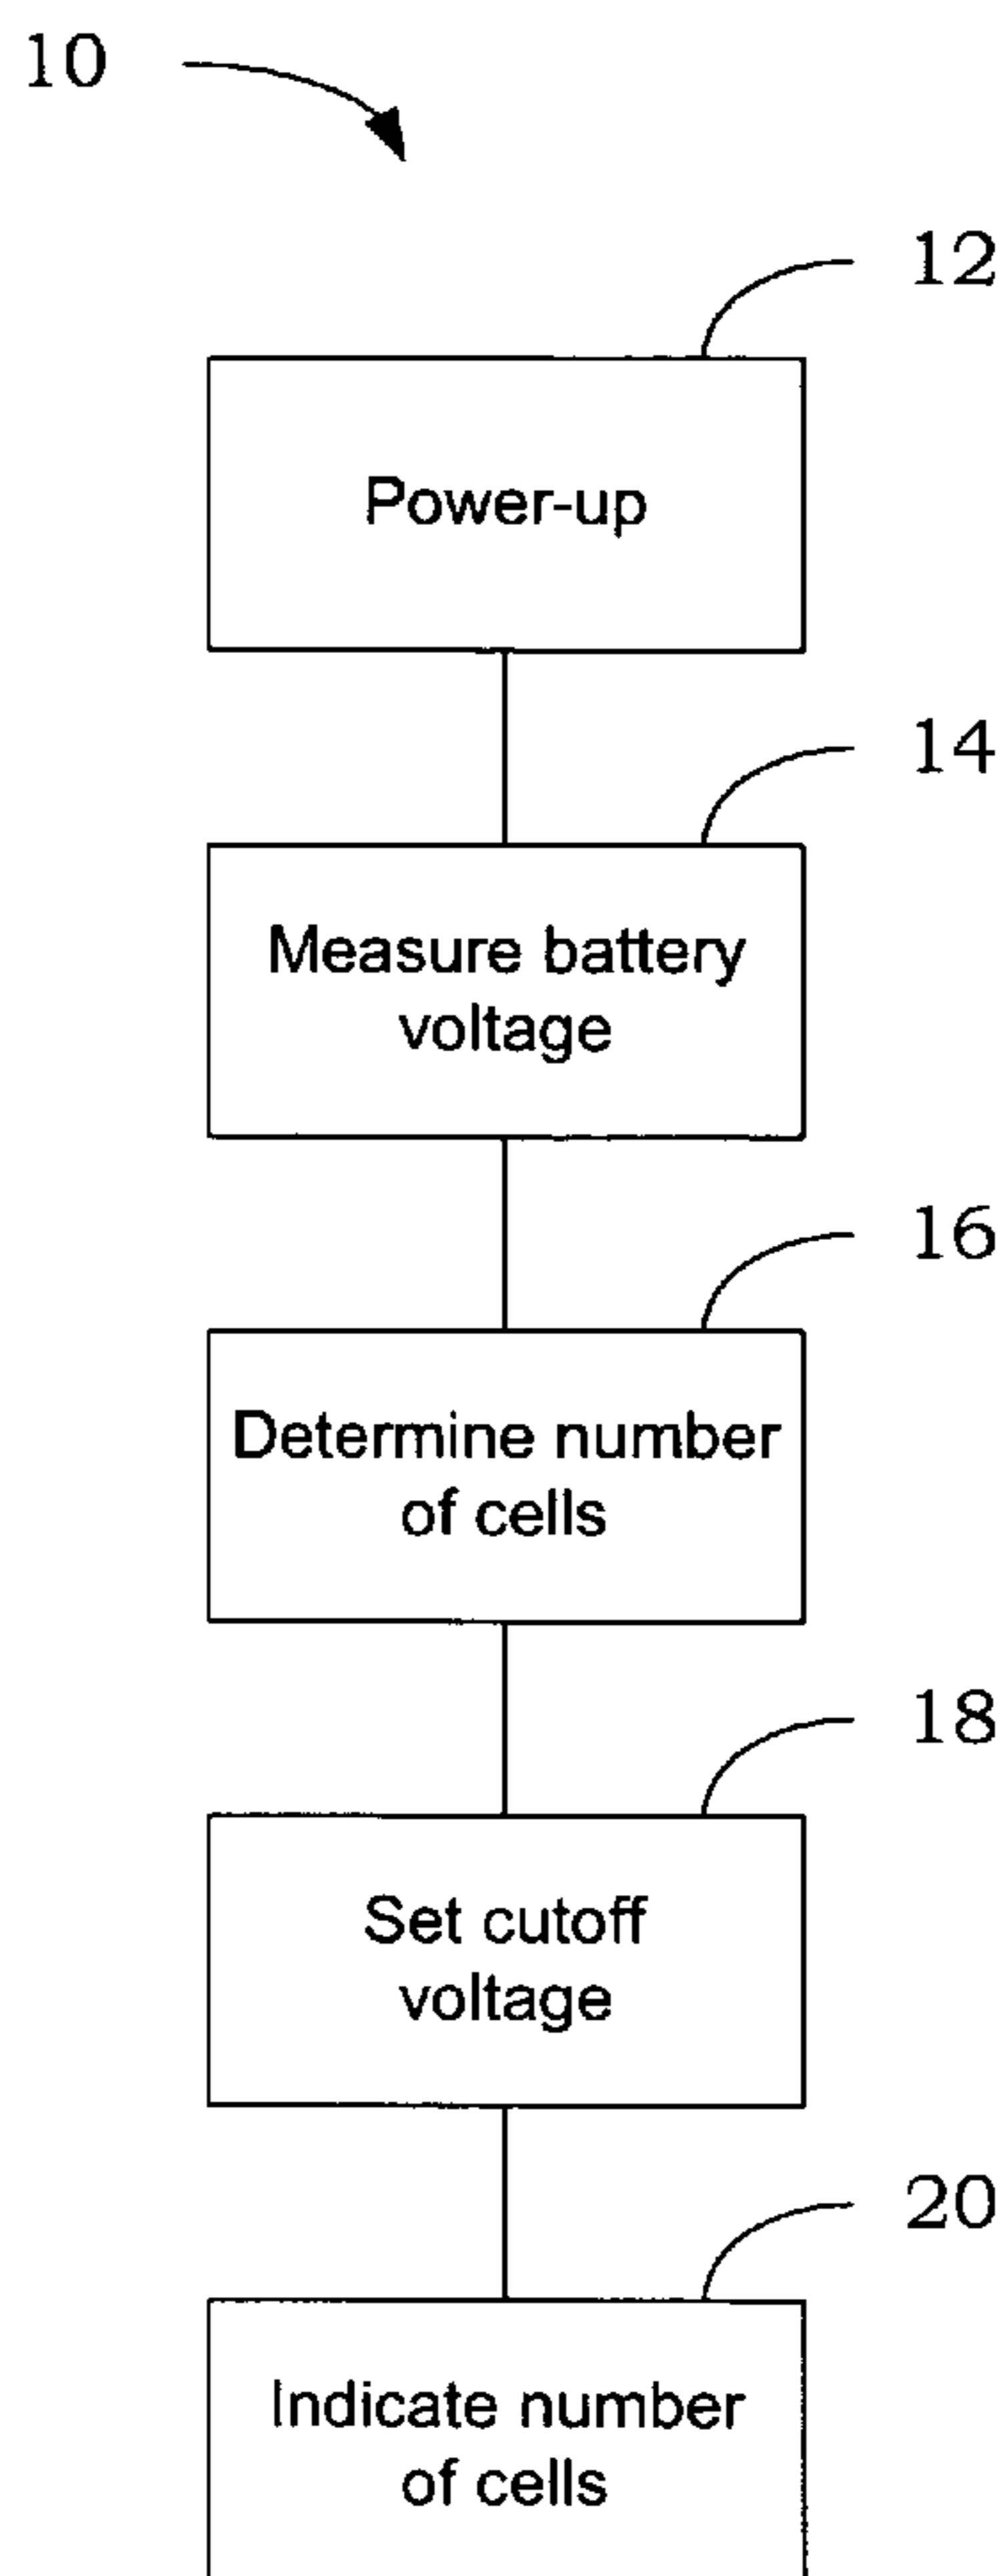 10
12
Power-up
14
Measure battery
voltage
16
Determine number
of cells
18
Set cutoff
voltage
20
Indicate number
of cells